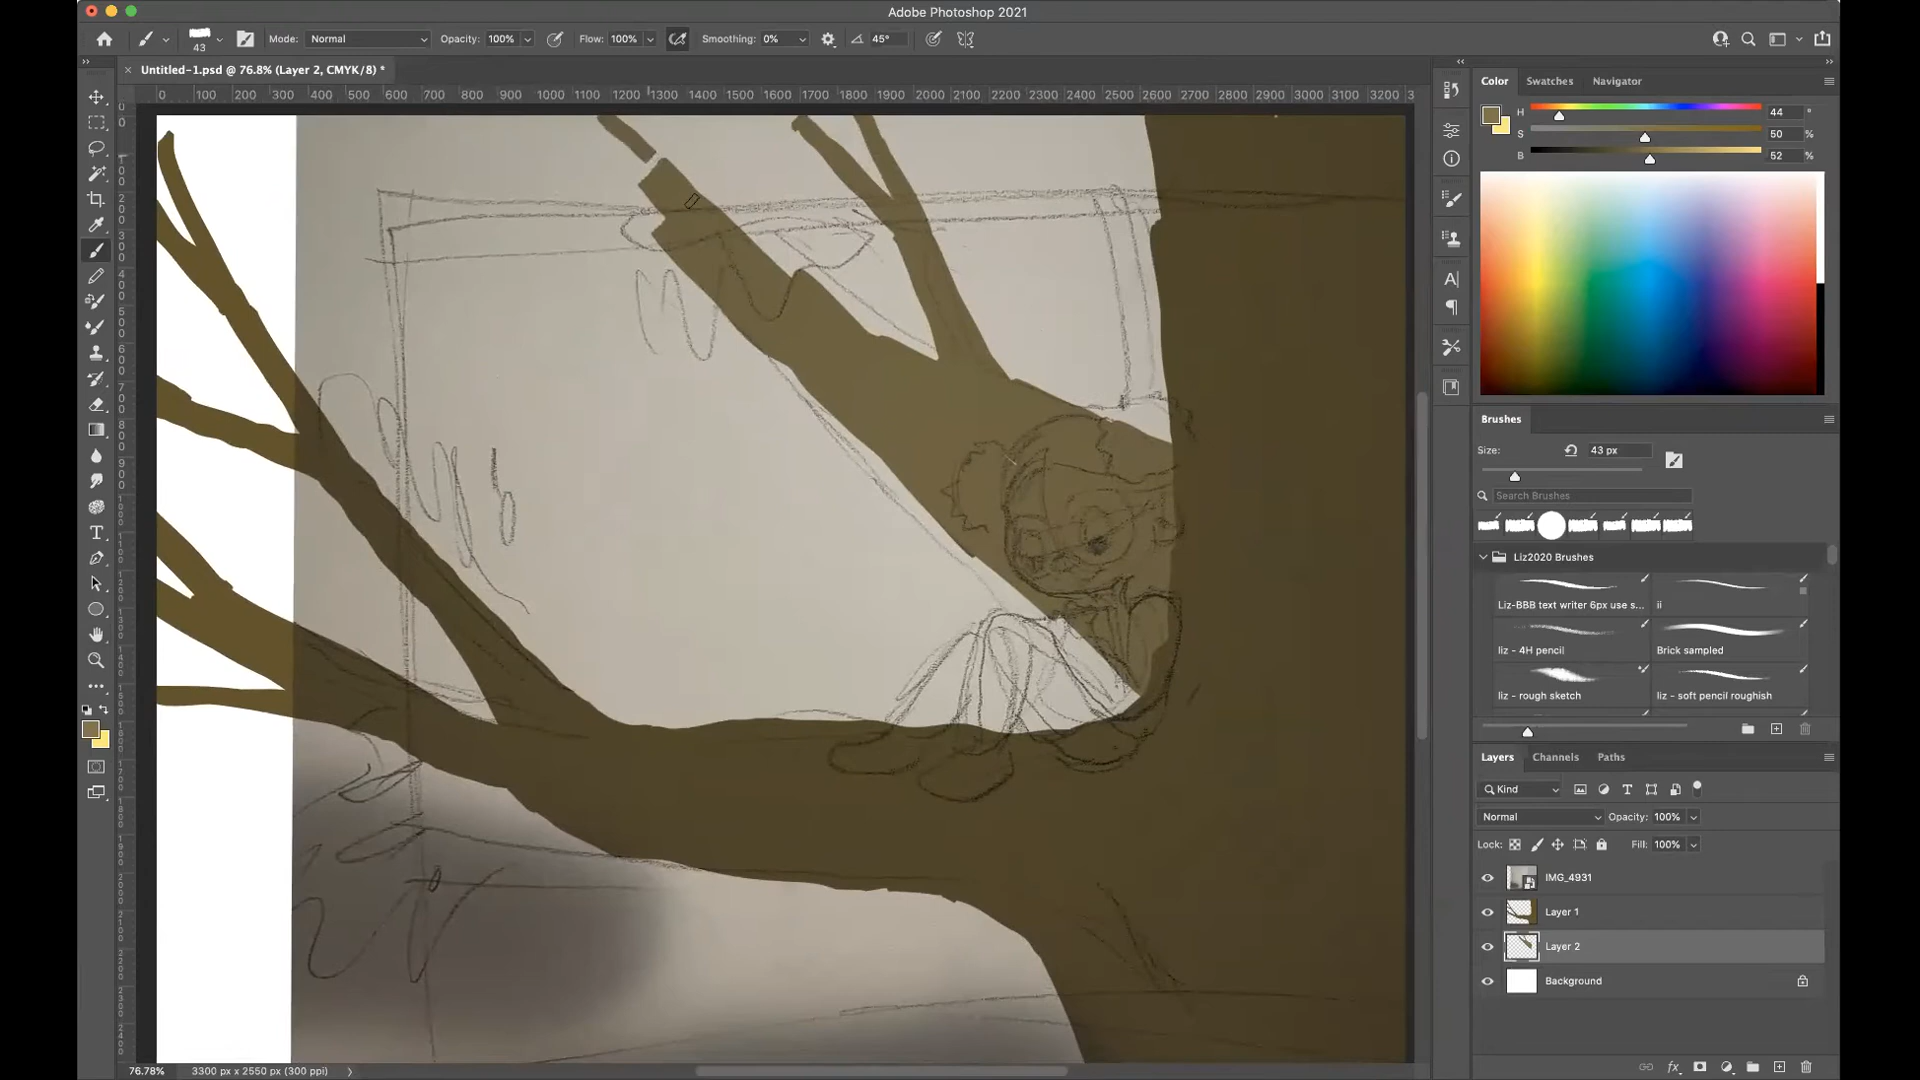 Adobe Photoshop 2021
43
Mode: Normal
Opacity: 100%
Flow: 100%
Smoothing: 0%
45°
Untitled-1.psd @ 76.8% (Layer 2, CMYK/8) *
0 100 200 300 400 500 600 700 800 900 1000 1100 1200 1300 1400 1500 1600 1700 1800 1900 2000 2100 2200 2300 2400 2500 2600 2700 2800 2900 3000 3100 3200 3
Color
Swatches
Navigator
H 44 °
S 50 %
B 52 %
Brushes
Size: 43 px
Search Brushes
Liz2020 Brushes
Liz-BBB text writer 6px use s...
ii
liz - 4H pencil
Brick sampled
liz - rough sketch
liz - soft pencil roughish
Layers
Channels
Paths
Kind
Normal
Opacity: 100%
Lock:
Fill: 100%
IMG_4931
Layer 1
Layer 2
Background
76.78%
3300 px x 2550 px (300 ppi)